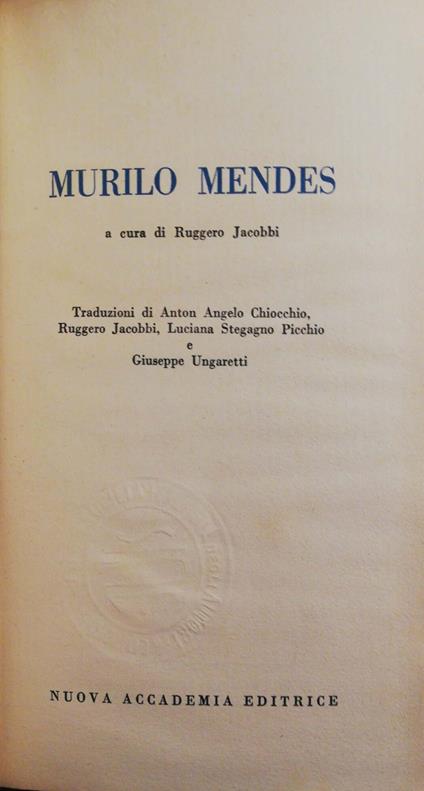 MURILO MENDES
a cura di Ruggero Jacobbi
Traduzioni di Anton Angelo Chiocchio,
Ruggero Jacobbi, Luciana Stegagno Picchio
e
Giuseppe Ungaretti
NUOVA ACCADEMIA EDITRICE